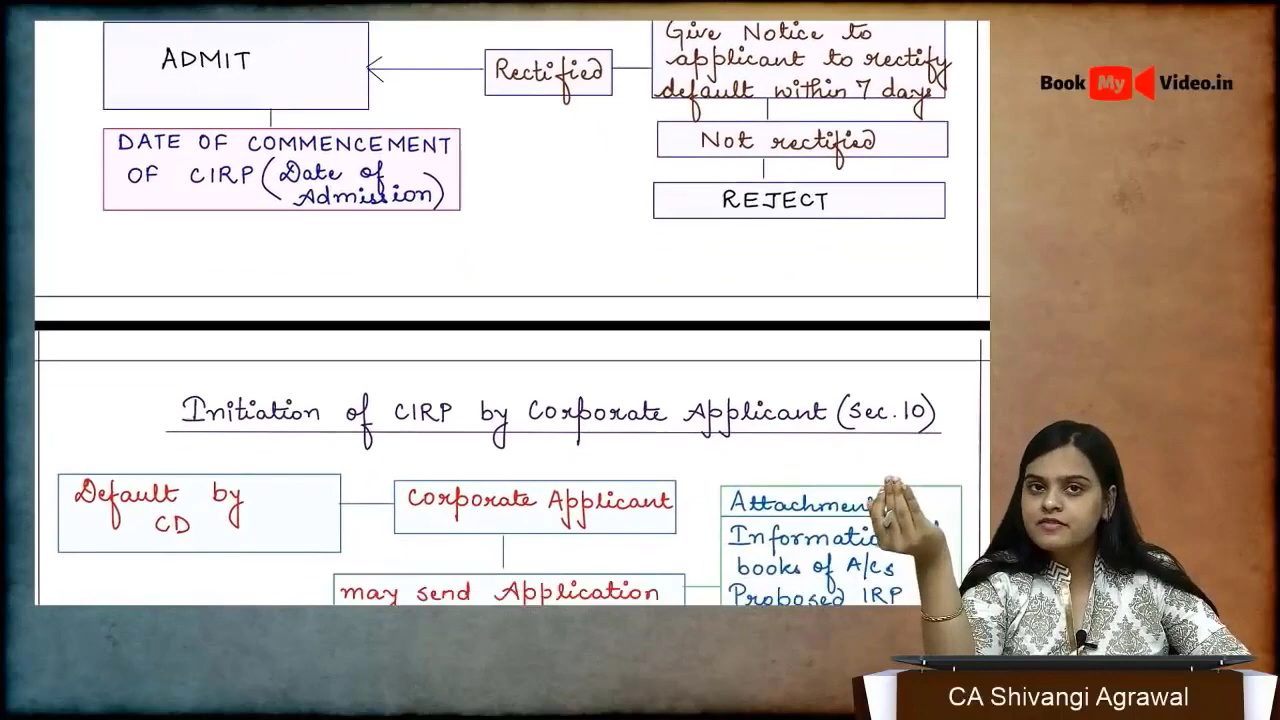 ADMIT
Rectified
Give Notice to
applicant to rectify
default within 7 days
Book My Video.in
DATE OF COMMENCEMENT
OF CIRP (Date of
Admission)
Not rectified
REJECT
Initiation of CIRP by Corporate Applicant (Sec. 10)
Default by
CD
Corporate Applicant
Attachmen
Informatio
books of A/cs
Proposed IRP
may send Application
CA Shivangi Agrawal